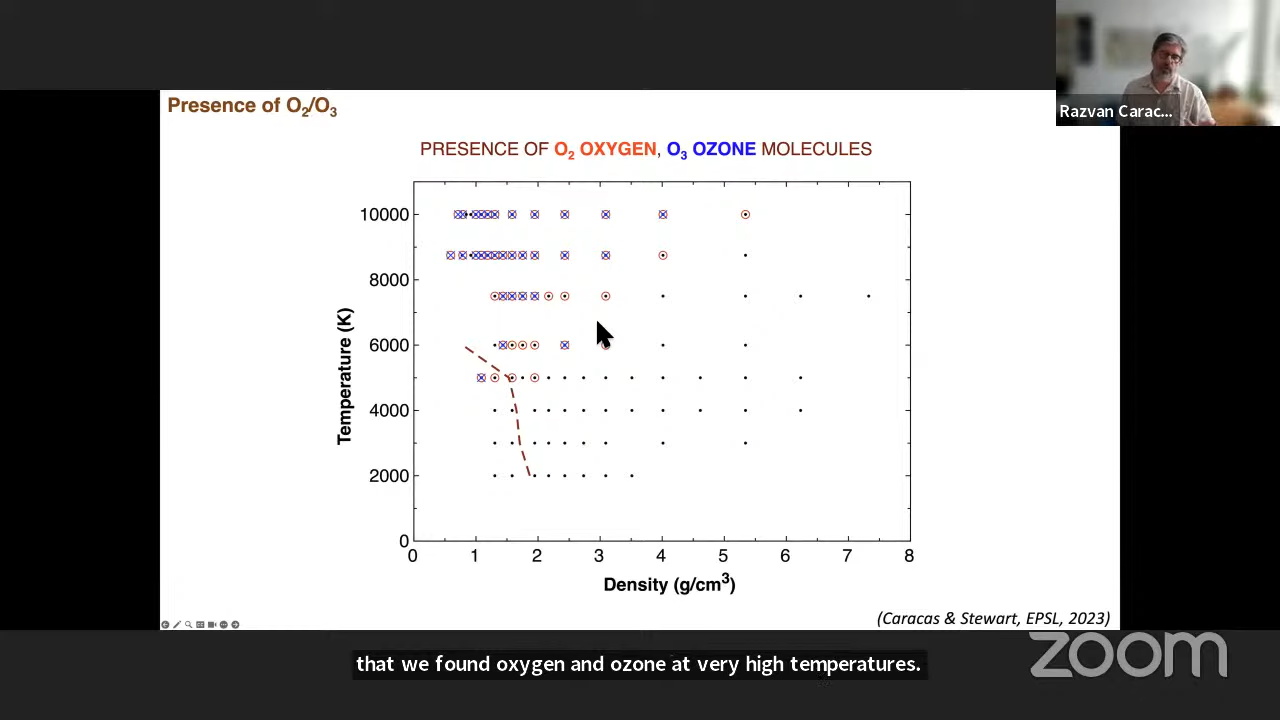 Razvan Carac...
Presence of O₂/O₃
PRESENCE OF O₂ OXYGEN, O₃ OZONE MOLECULES
10000
8000
6000
4000
2000
0
Temperature (K)
0 1 2 3 4 5 6 7 8
Density (g/cm³)
(Caracas & Stewart, EPSL, 2023)
that we found oxygen and ozone at very high temperatures.
zoom